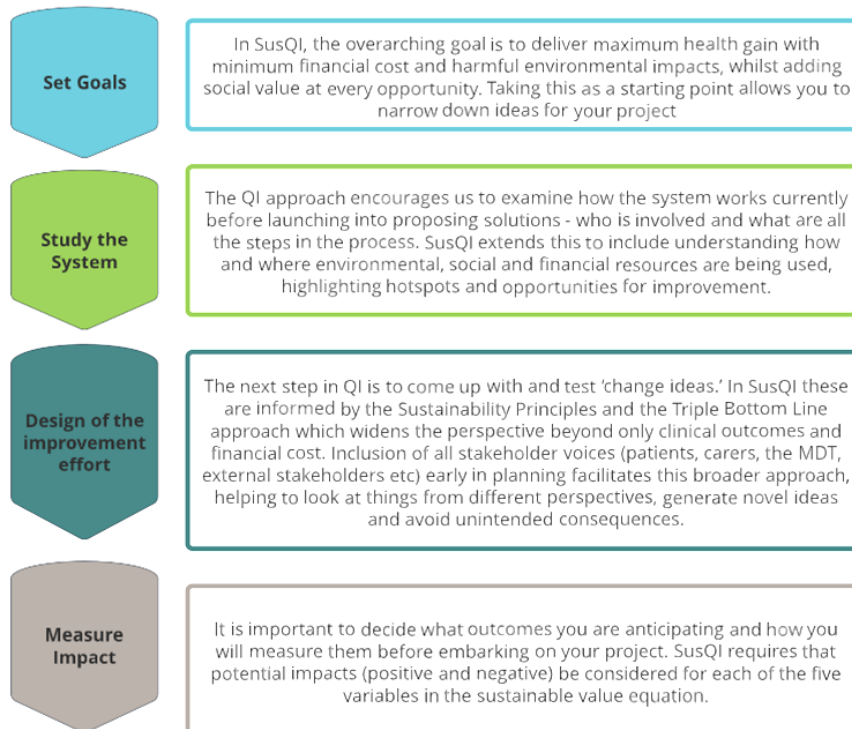 Set Goals
In SusQI, the overarching goal is to deliver maximum health gain with
minimum financial cost and harmful environmental impacts, whilst adding
social value at every opportunity. Taking this as a starting point allows you to
narrow down ideas for your project
Study the
System
The QI approach encourages us to examine how the system works currently
before launching into proposing solutions - who is involved and what are all
the steps in the process. SusQI extends this to include understanding how
and where environmental, social and financial resources are being used,
highlighting hotspots and opportunities for improvement.
Design of the
improvement
effort
The next step in QI is to come up with and test 'change ideas.' In SusQI these
are informed by the Sustainability Principles and the Triple Bottom Line
approach which widens the perspective beyond only clinical outcomes and
financial cost. Inclusion of all stakeholder voices (patients, carers, the MDT,
external stakeholders etc) early in planning facilitates this broader approach,
helping to look at things from different perspectives, generate novel ideas
and avoid unintended consequences.
Measure
Impact
It is important to decide what outcomes you are anticipating and how you
will measure them before embarking on your project. SusQI requires that
potential impacts (positive and negative) be considered for each of the five
variables in the sustainable value equation.